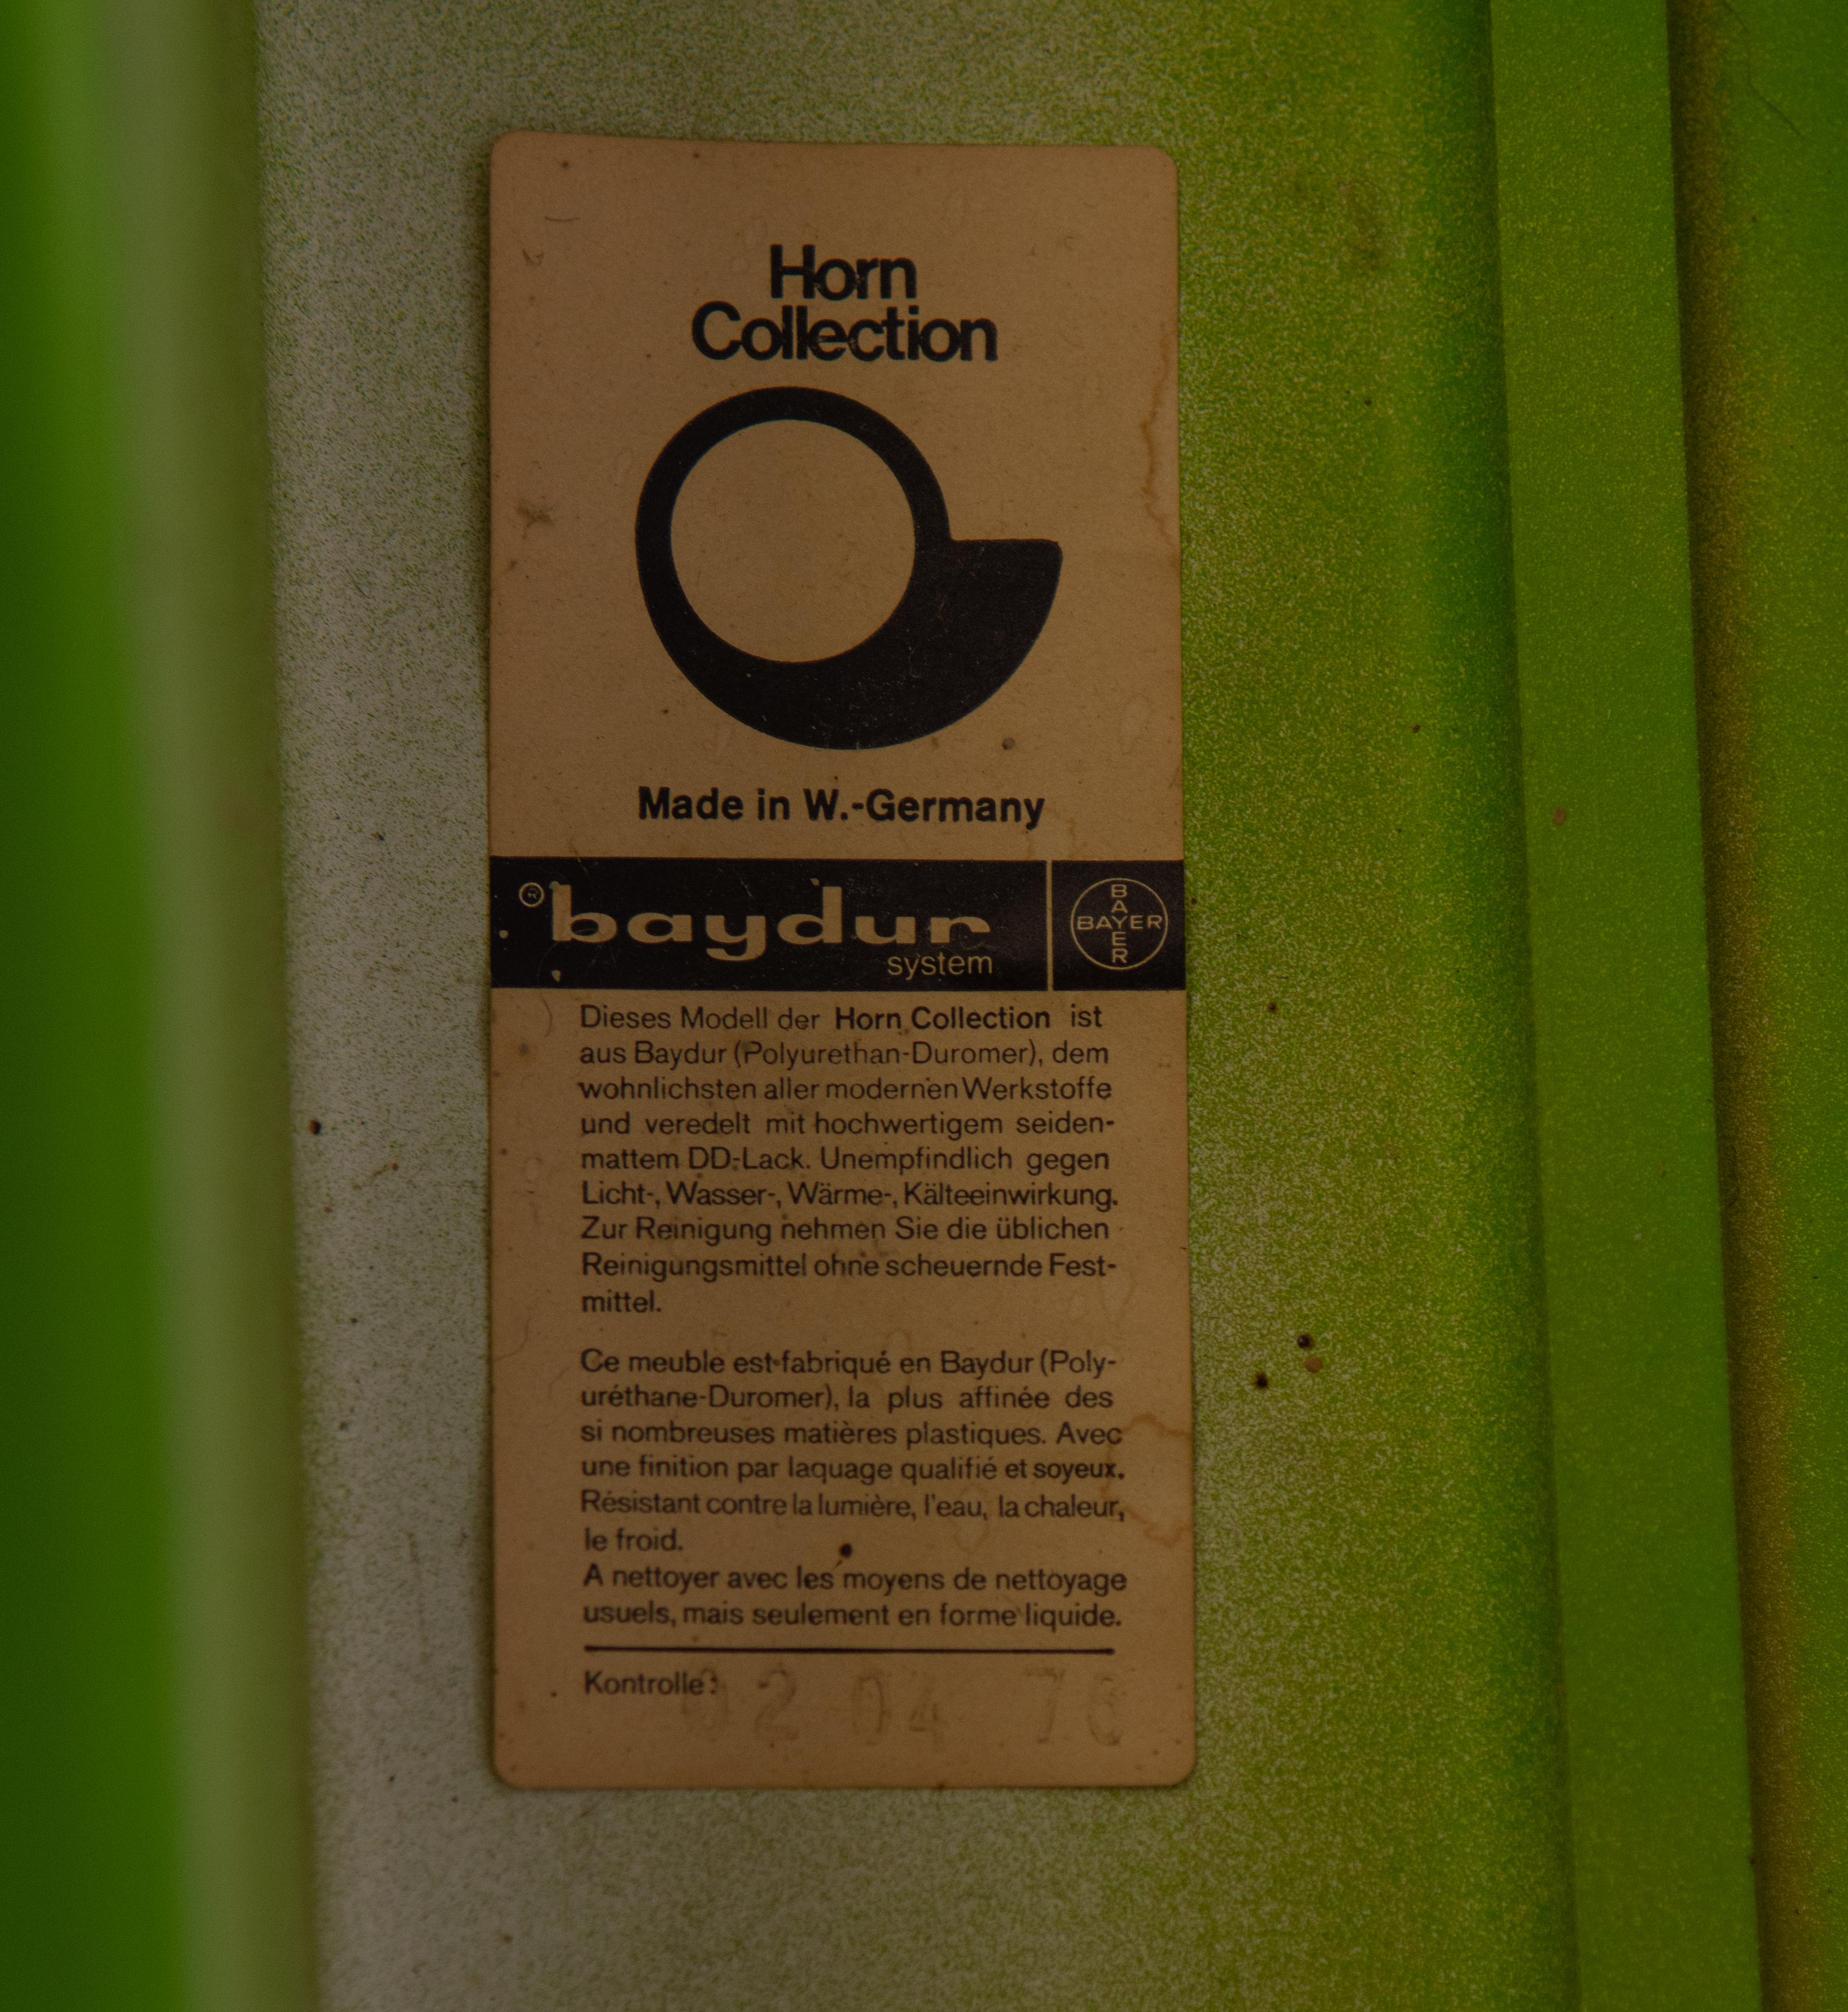 Horn
Collection
Made in W.-Germany
® baydur
system
BAYER
BAYER
Dieses Modell der Horn Collection ist
aus Baydur (Polyurethan-Duromer), dem
wohnlichsten aller modernen Werkstoffe
und veredelt mit hochwertigem seiden-
mattem DD-Lack. Unempfindlich gegen
Licht-, Wasser-, Wärme-, Kälteeinwirkung.
Zur Reinigung nehmen Sie die üblichen
Reinigungsmittel ohne scheuernde Fest-
mittel.
Ce meuble est fabriqué en Baydur (Poly-
uréthane-Duromer), la plus affinée des
si nombreuses matières plastiques. Avec
une finition par laquage qualifié et soyeux.
Résistant contre la lumière, l'eau, la chaleur,
le froid.
A nettoyer avec les moyens de nettoyage
usuels, mais seulement en forme liquide.
Kontrolle: 02 04